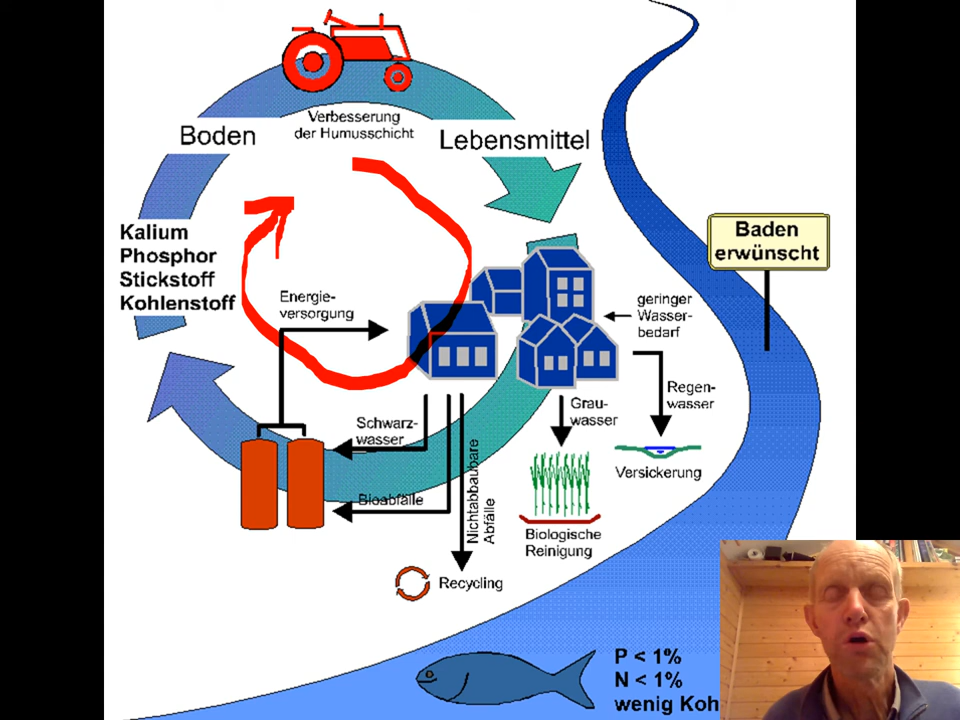 Verbesserung
der Humusschicht
Boden
Lebensmittel
Kalium
Phosphor
Stickstoff
Kohlenstoff
Baden
erwünscht
Energie-
versorgung
geringer
Wasser-
bedarf
Regen-
wasser
Grau-
wasser
Schwarz-
wasser
Versickerung
Bioabfälle
Nichtabbaubare
Abfälle
Biologische
Reinigung
Recycling
P < 1%
N < 1%
wenig Koh